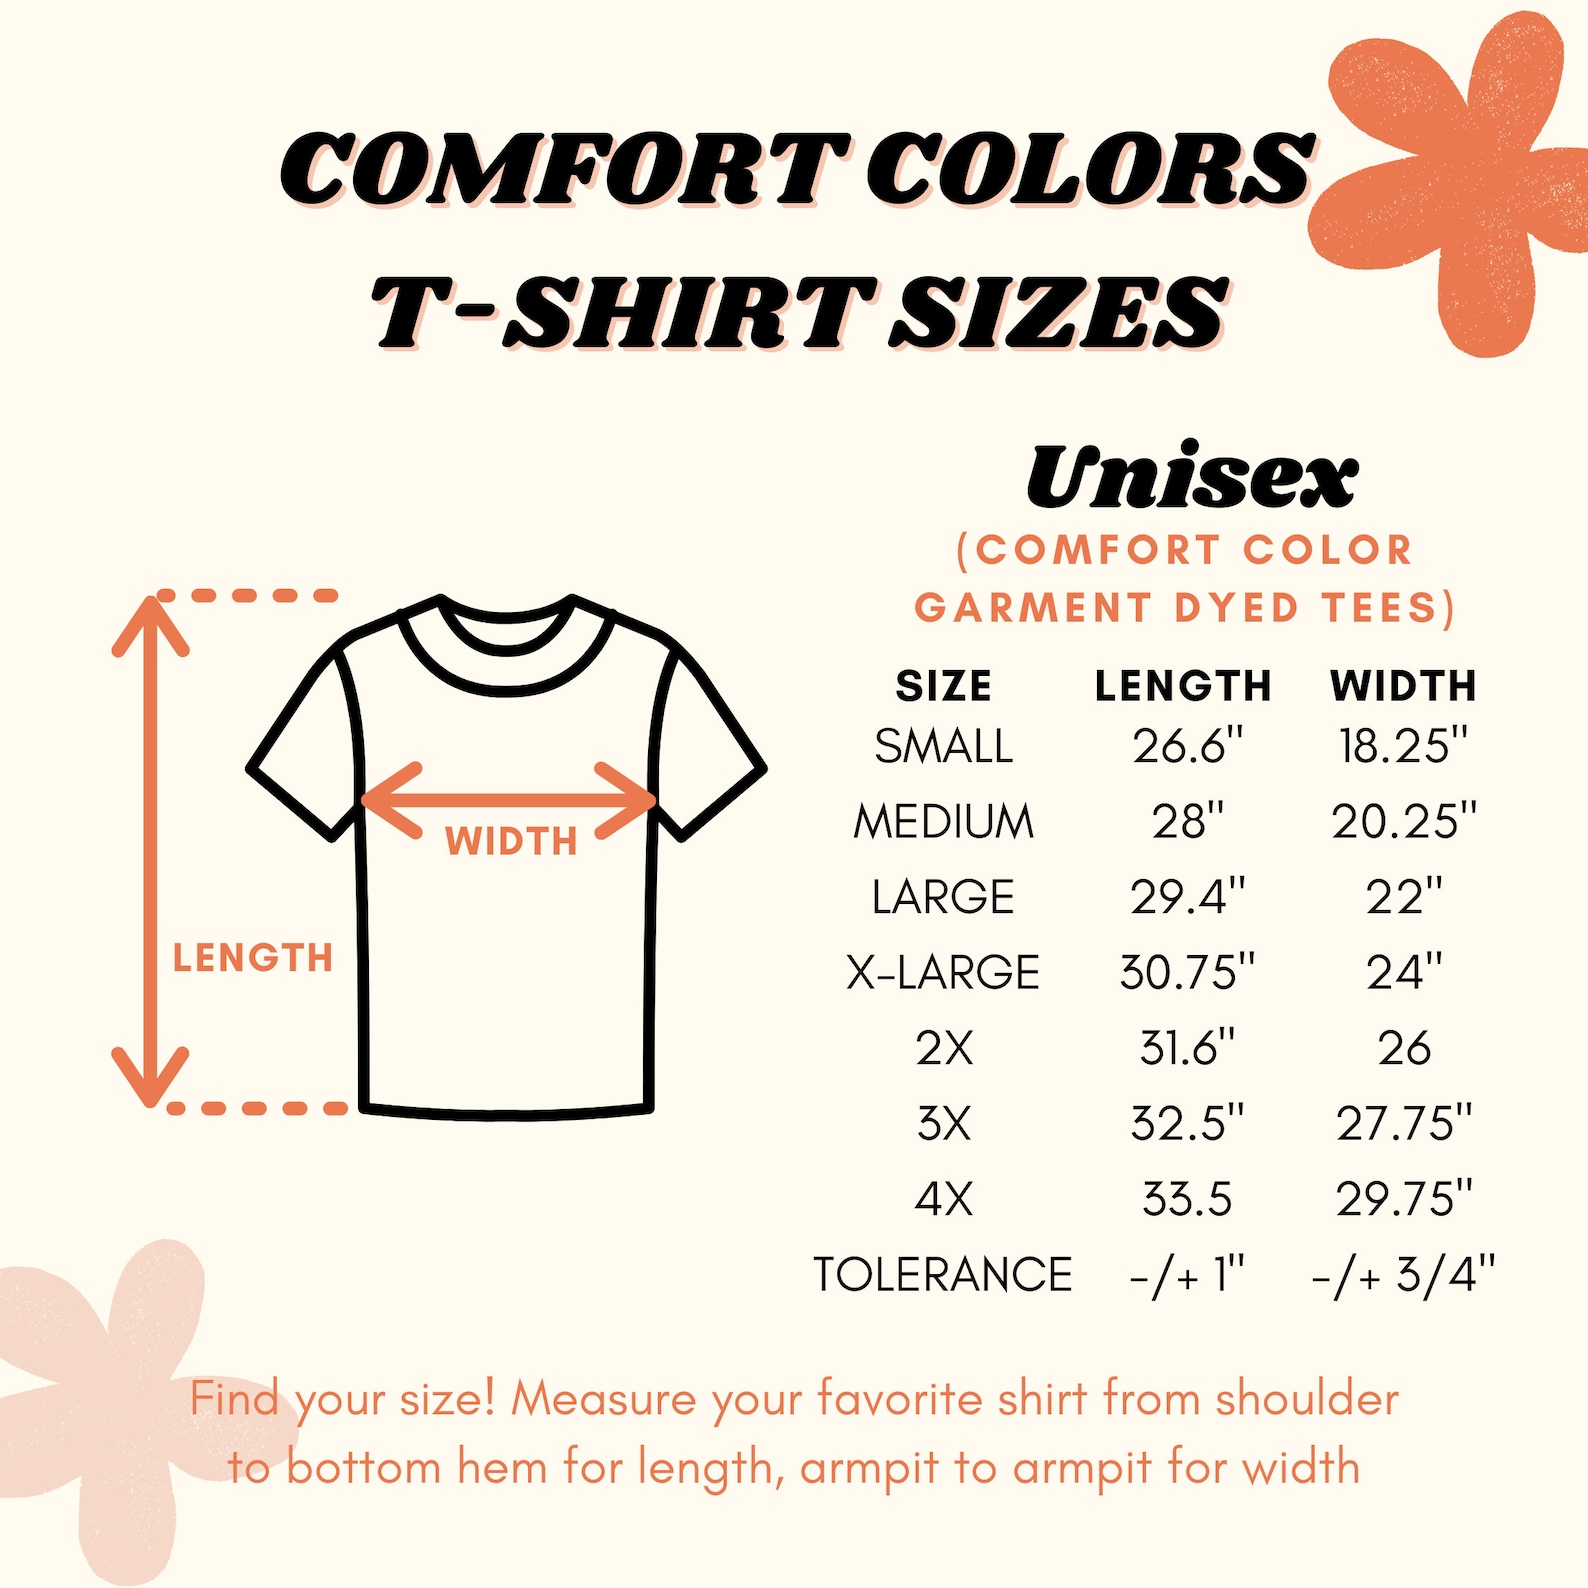 COMFORT COLORS
T-SHIRT SIZES
Unisex
(COMFORT COLOR
GARMENT DYED TEES)
SIZE LENGTH WIDTH
SMALL 26.6" 18.25"
MEDIUM 28" 20.25"
LARGE 29.4" 22"
X-LARGE 30.75" 24"
2X 31.6" 26
3X 32.5" 27.75"
4X 33.5 29.75"
TOLERANCE -/+ 1" -/+ 3/4"
WIDTH
LENGTH
Find your size! Measure your favorite shirt from shoulder
to bottom hem for length, armpit to armpit for width